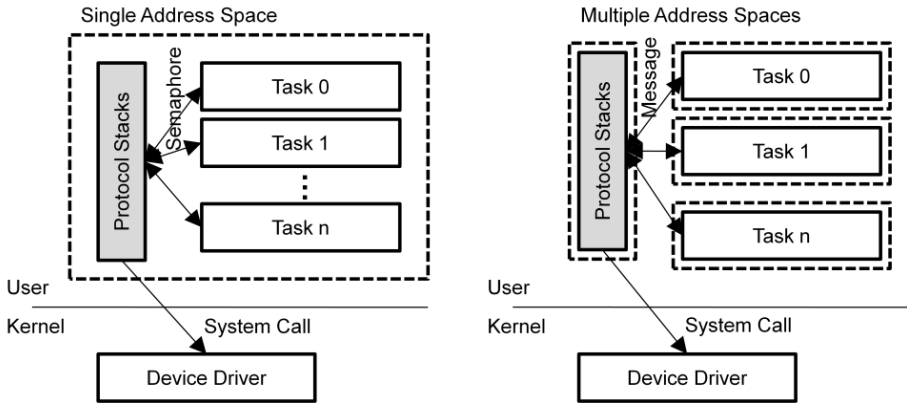 Single Address Space
Protocol Stacks
Semaphore
Task 0
Task 1
Task n
User
Kernel
System Call
Device Driver
Multiple Address Spaces
Protocol Stacks
Message
Task 0
Task 1
Task n
User
Kernel
System Call
Device Driver